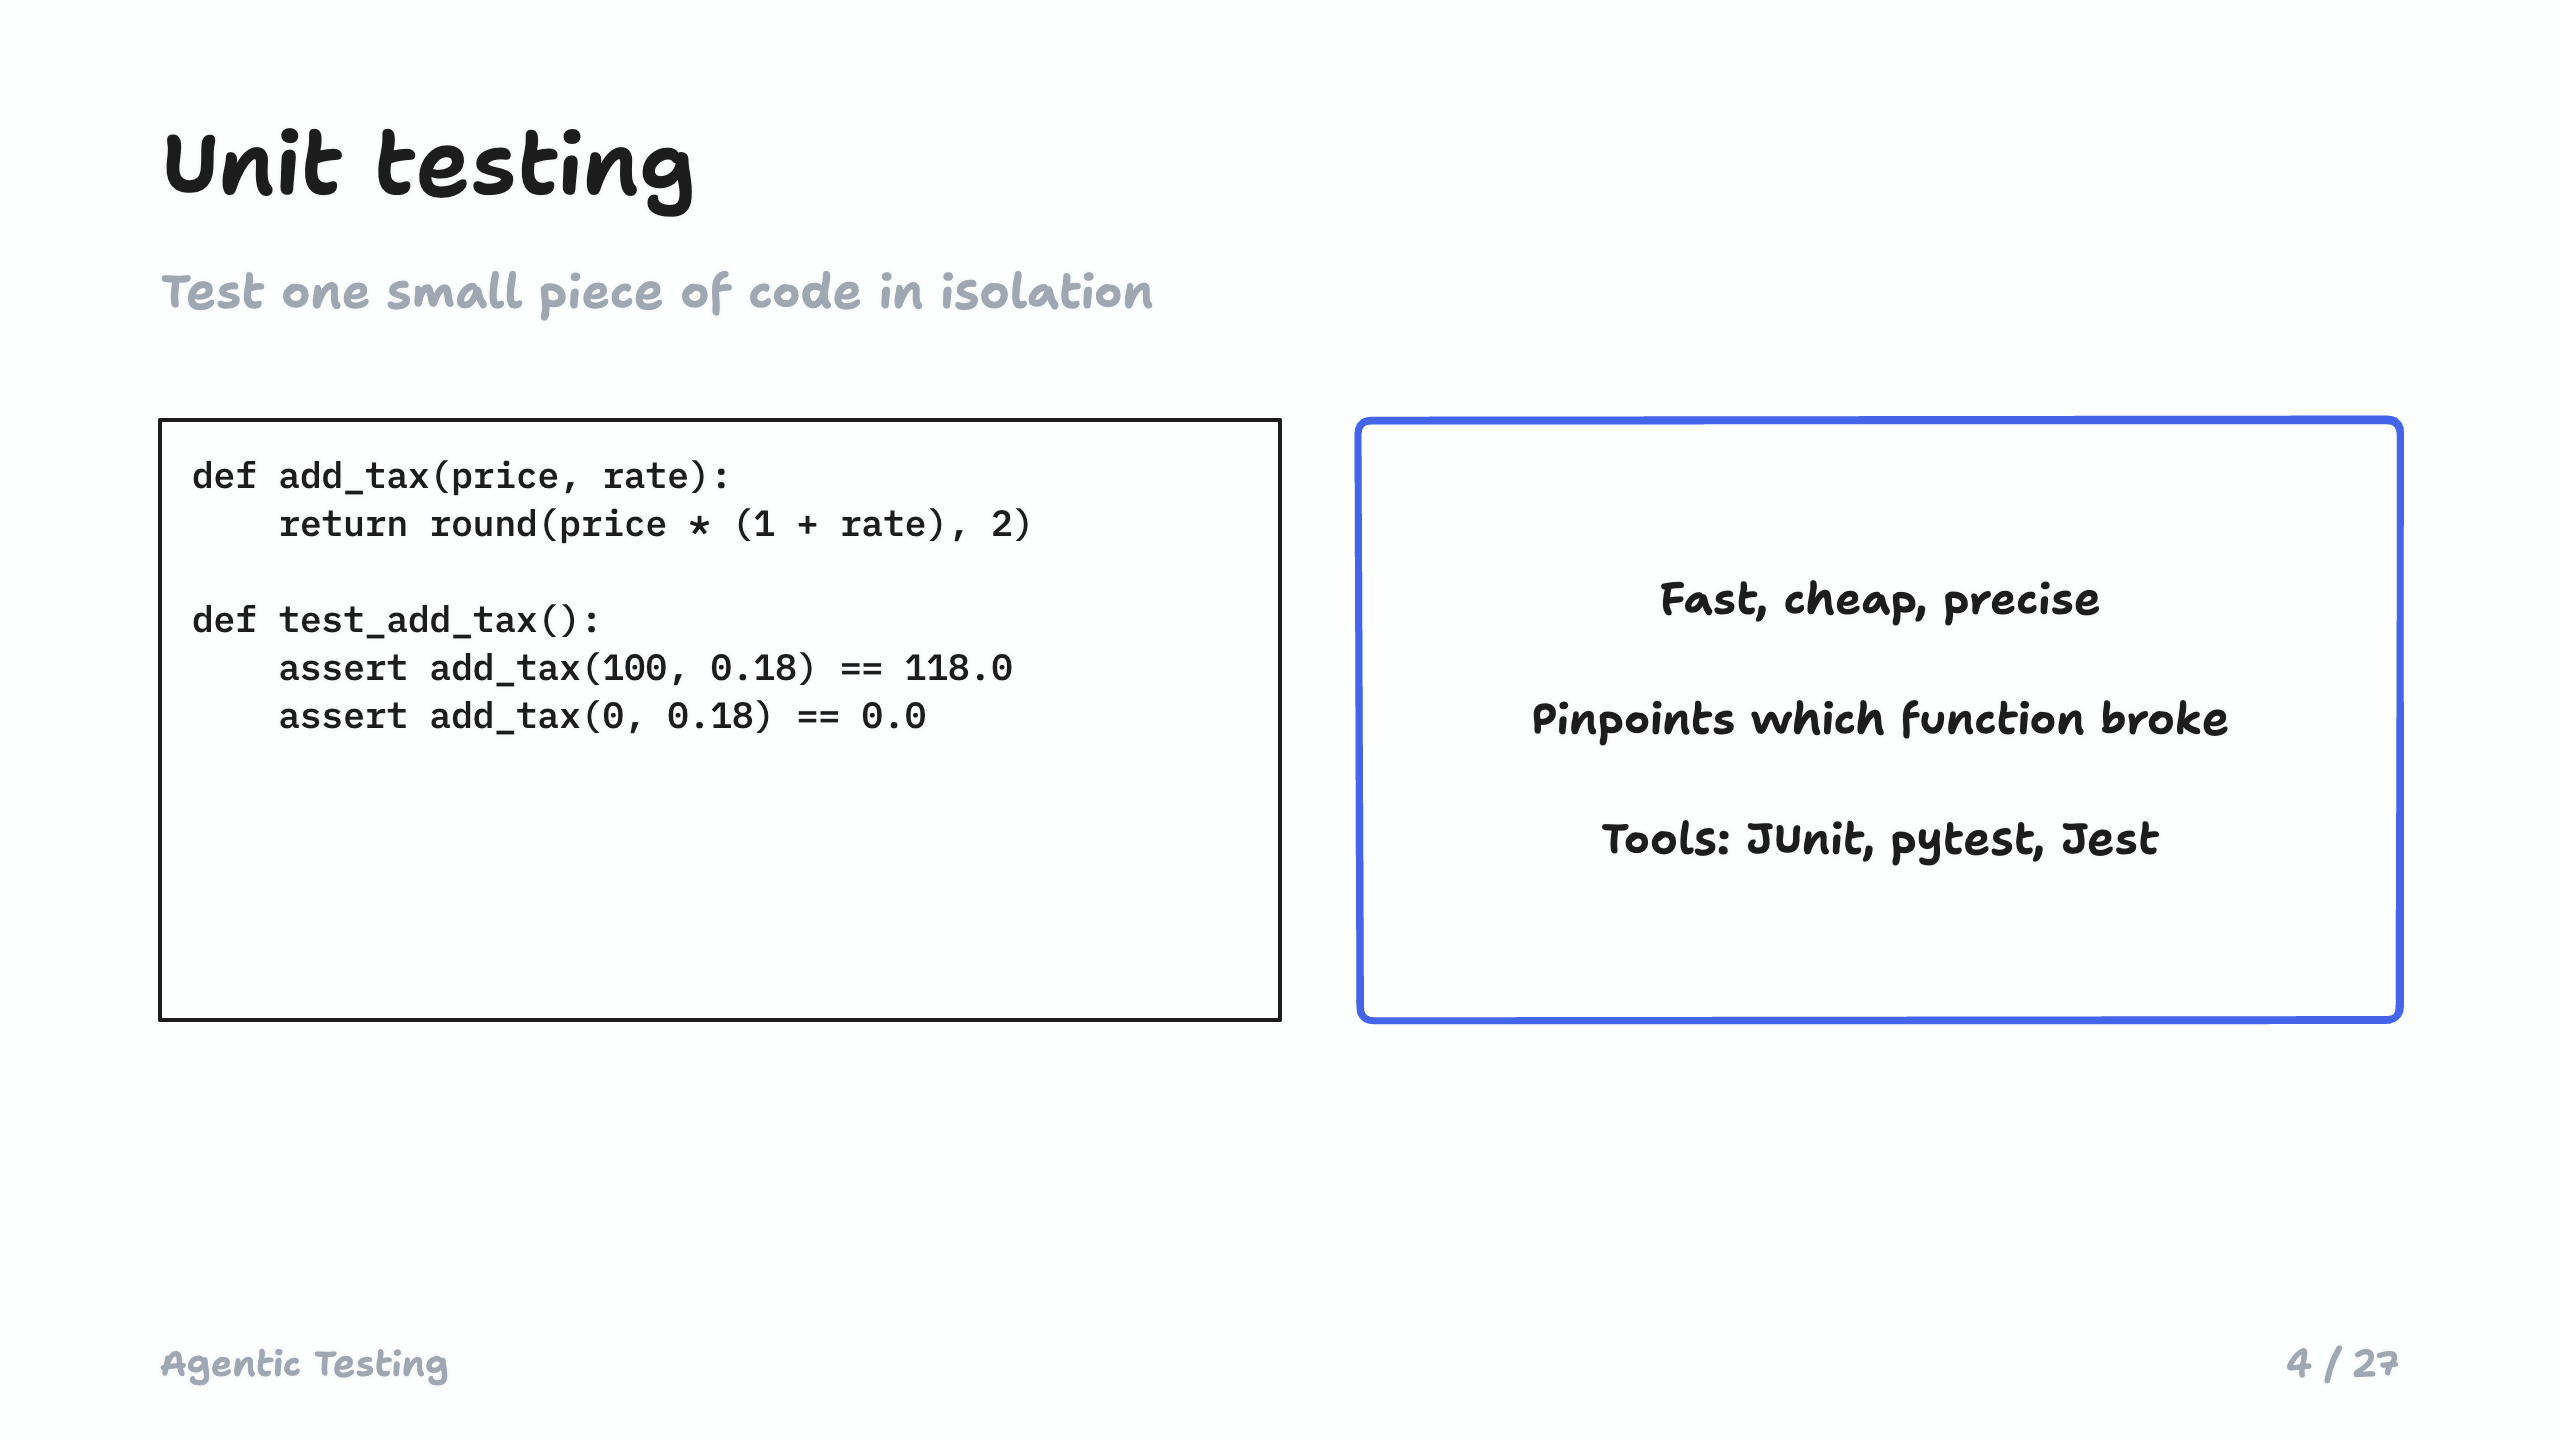 Unit testing
Test one small piece of code in isolation
def add_tax(price, rate):
    return round(price * (1 + rate), 2)
def test_add_tax():
    assert add_tax(100, 0.18) == 118.0
    assert add_tax(0, 0.18) == 0.0
Fast, cheap, precise
Pinpoints which function broke
Tools: JUnit, pytest, Jest
Agentic Testing
4 / 27